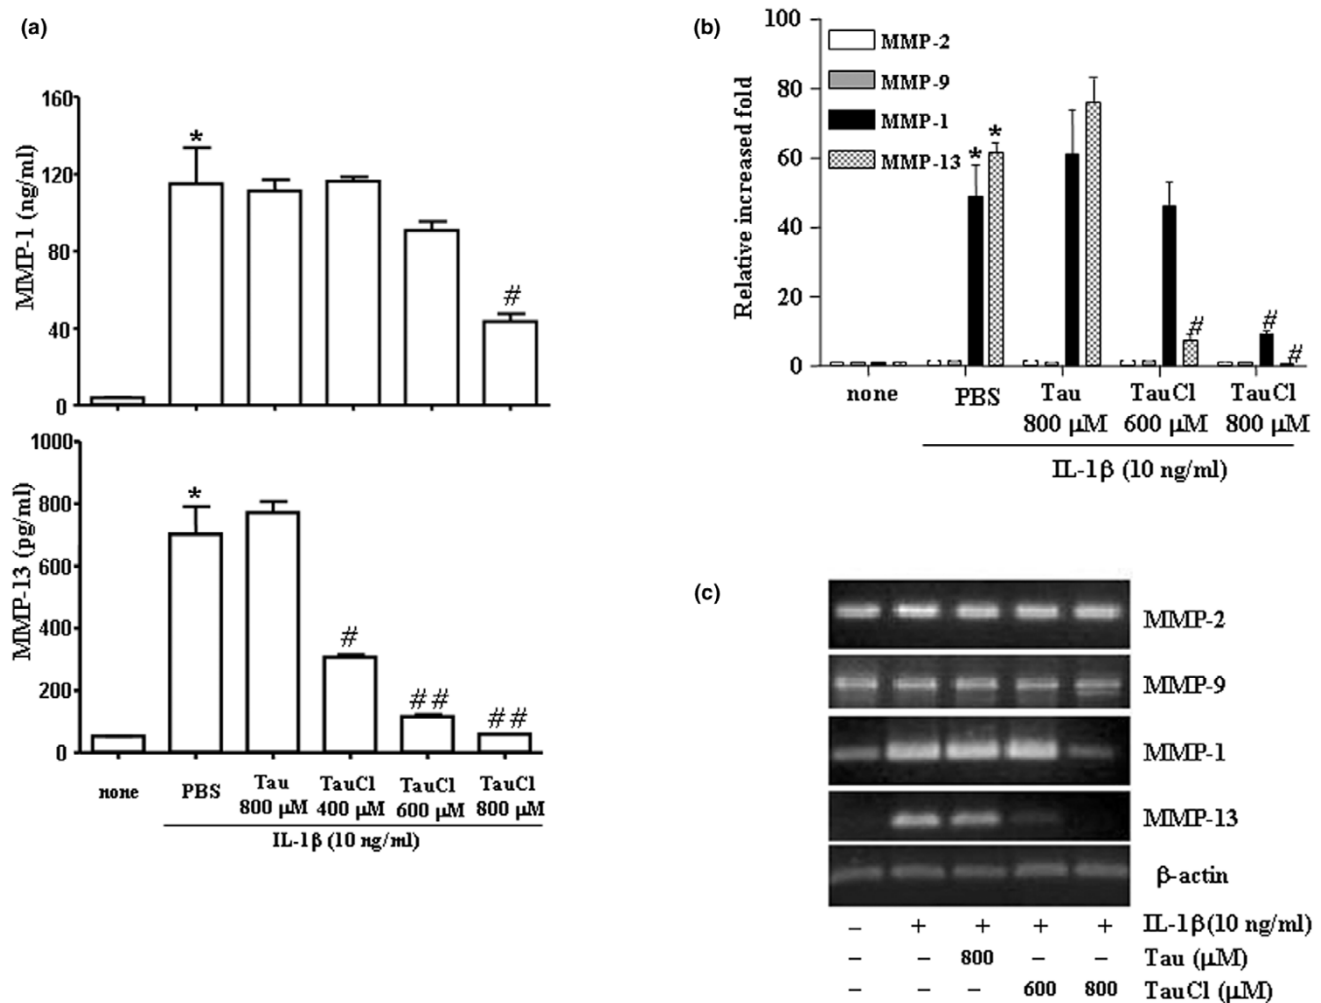 (a)
160
120
80
40
0
MMP-1 (ng/ml)
*
#
1000
800
600
400
200
0
MMP-13 (pg/ml)
*
#
##
##
none
PBS
Tau
800 µM
TauCl
400 µM
TauCl
600 µM
TauCl
800 µM
IL-1β (10 ng/ml)
(b)
100
80
60
40
20
0
Relative increased fold
MMP-2
MMP-9
MMP-1
MMP-13
*
*
#
#
#
none
PBS
Tau
800 µM
TauCl
600 µM
TauCl
800 µM
IL-1β (10 ng/ml)
(c)
MMP-2
MMP-9
MMP-1
MMP-13
β-actin
– + + + + IL-1β(10 ng/ml)
– – 800 – – Tau (µM)
– – – 600 800 TauCl (µM)